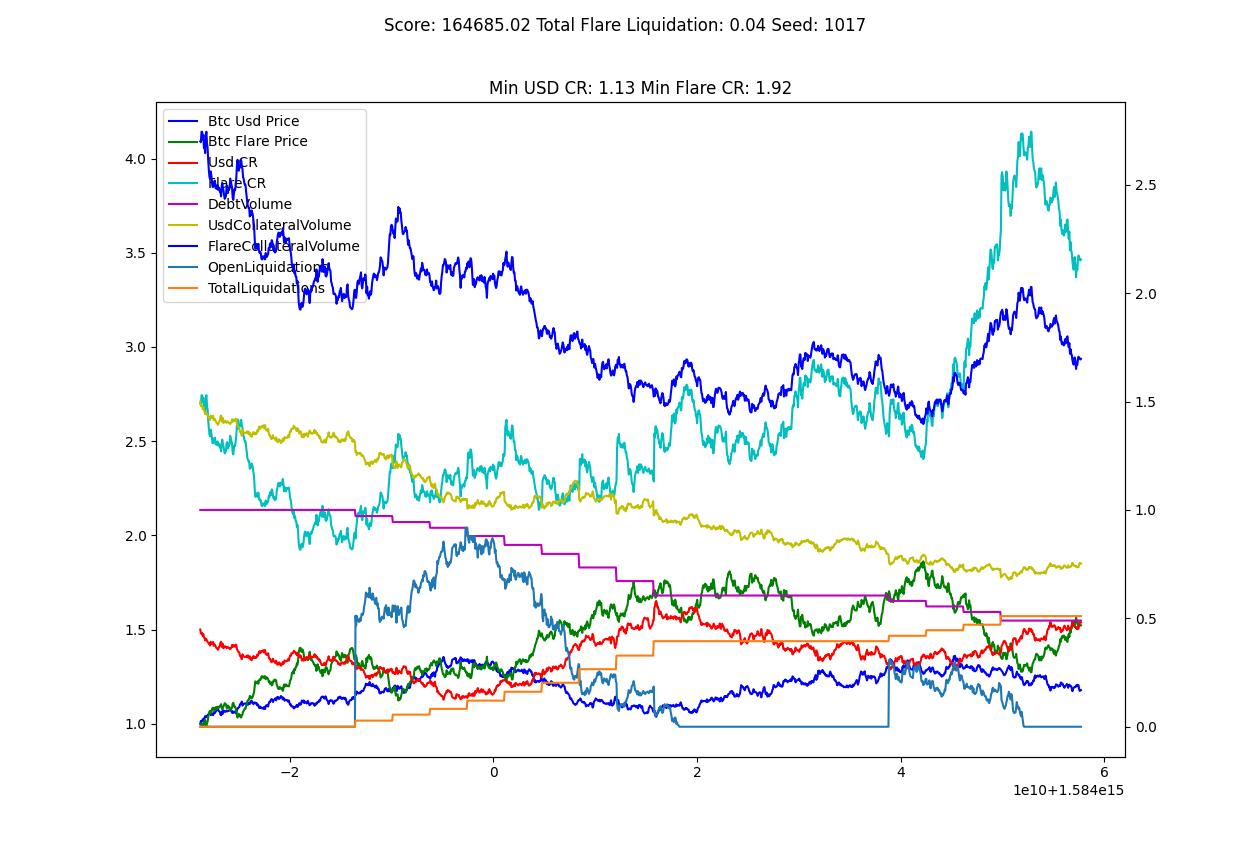 Score: 164685.02 Total Flare Liquidation: 0.04 Seed: 1017
Min USD CR: 1.13 Min Flare CR: 1.92
Btc Usd Price
Btc Flare Price
Usd CR
Flare CR
DebtVolume
UsdCollateralVolume
FlareCollateralVolume
OpenLiquidations
TotalLiquidations
4.0
3.5
3.0
2.5
2.0
1.5
1.0
2.5
2.0
1.5
1.0
0.5
0.0
−2 0 2 4 6
1e10+1.584e15